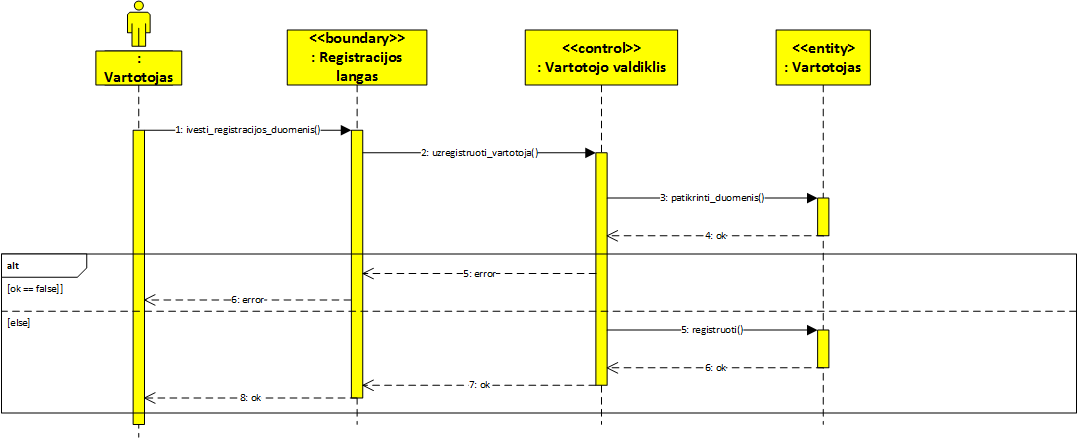 :
Vartotojas
<<boundary>>
: Registracijos
langas
<<control>>
: Vartotojo valdiklis
<<entity>
: Vartotojas
1: ivesti_registracijos_duomenis()
2: uzregistruoti_vartotoja()
3: patikrinti_duomenis()
4: ok
alt
[ok == false]]
5: error
6: error
[else]
5: registruoti()
6: ok
7: ok
8: ok